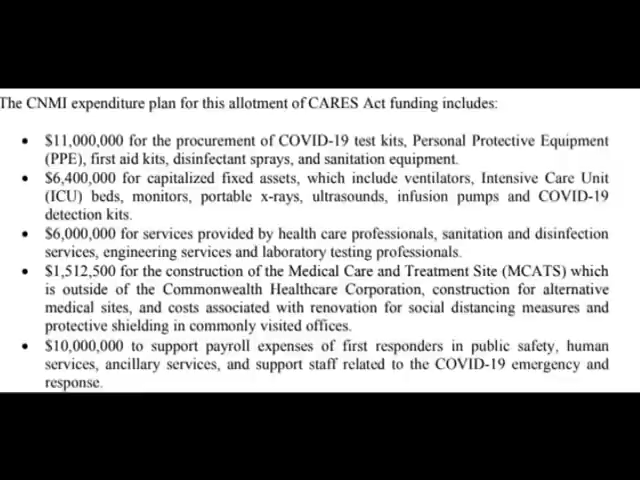 The CNMI expenditure plan for this allotment of CARES Act funding includes:
• $11,000,000 for the procurement of COVID-19 test kits, Personal Protective Equipment
(PPE), first aid kits, disinfectant sprays, and sanitation equipment.
• $6,400,000 for capitalized fixed assets, which include ventilators, Intensive Care Unit
(ICU) beds, monitors, portable x-rays, ultrasounds, infusion pumps and COVID-19
detection kits.
• $6,000,000 for services provided by health care professionals, sanitation and disinfection
services, engineering services and laboratory testing professionals.
• $1,512,500 for the construction of the Medical Care and Treatment Site (MCATS) which
is outside of the Commonwealth Healthcare Corporation, construction for alternative
medical sites, and costs associated with renovation for social distancing measures and
protective shielding in commonly visited offices.
• $10,000,000 to support payroll expenses of first responders in public safety, human
services, ancillary services, and support staff related to the COVID-19 emergency and
response.